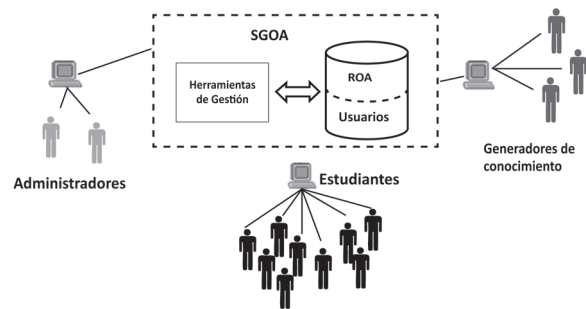 SGOA
Herramientas
de Gestión
ROA
Usuarios
Administradores
Generadores de
conocimiento
Estudiantes